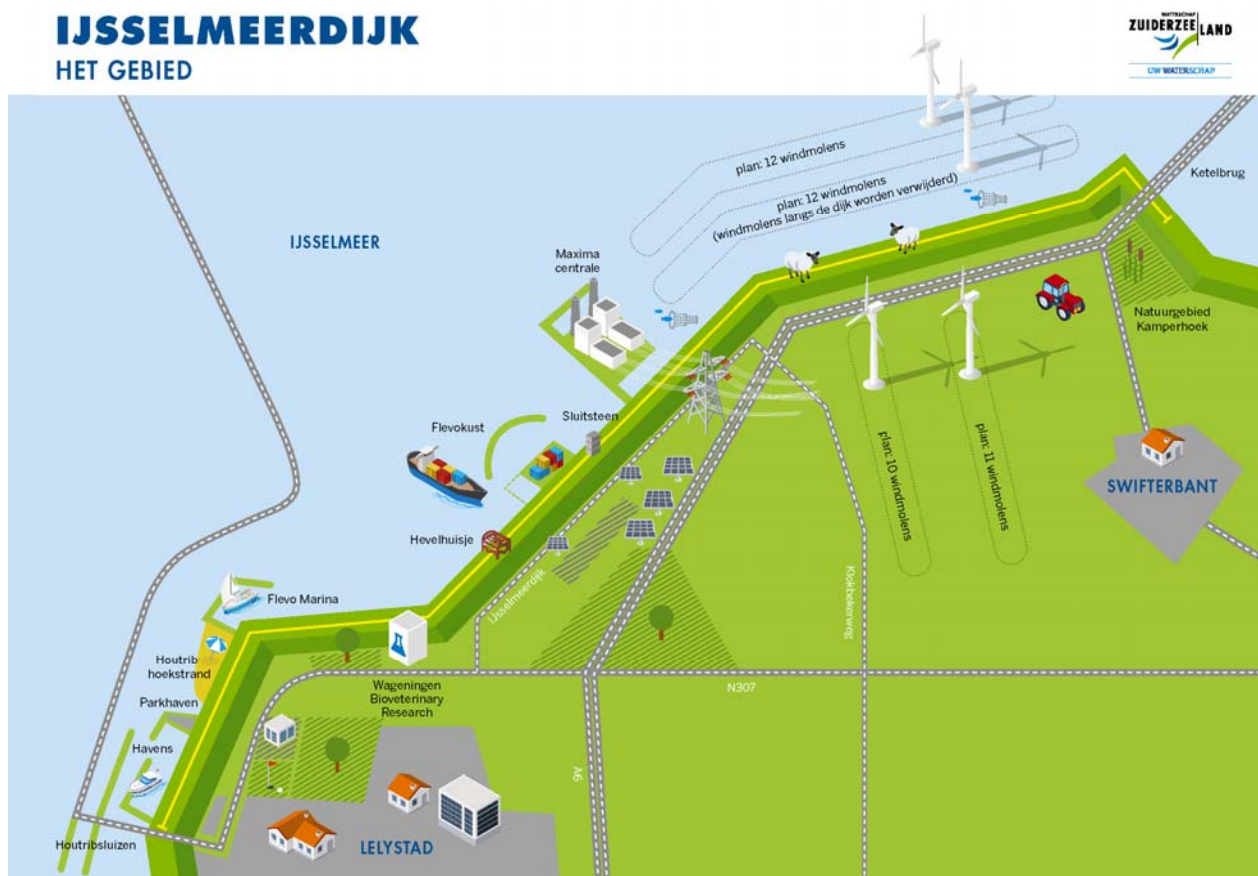 IJSSELMEERDIJK
HET GEBIED
WATERSCHAP
ZUIDERZEELAND
UW WATERSCHAP
plan: 12 windmolens
plan: 12 windmolens
(windmolens langs de dijk worden verwijderd)
Ketelbrug
IJSSELMEER
Maxima
centrale
Natuurgebied
Kamperhoek
Sluitsteen
Flevokust
plan: 10 windmolens
plan: 11 windmolens
SWIFTERBANT
Hevelhuisje
IJsselmeerdijk
Klokbekerweg
Flevo Marina
Houtrib
hoekstrand
Wageningen
Bioveterinary
Research
N307
Parkhaven
Havens
A6
Houtribsluizen
LELYSTAD